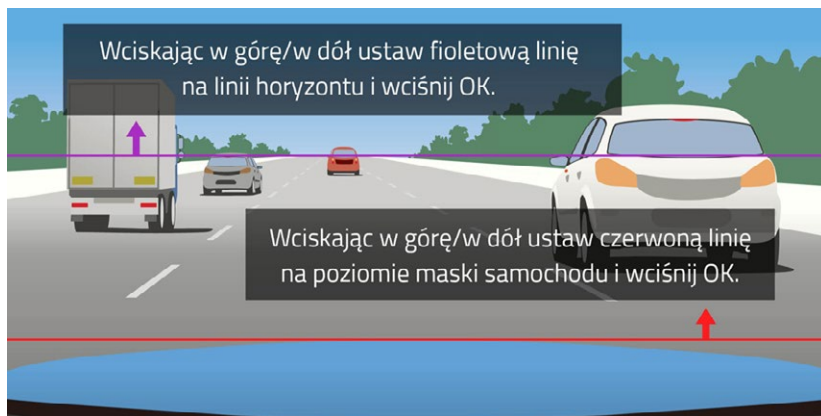 Wciskając w górę/w dół ustaw fioletową linię
na linii horyzontu i wciśnij OK.
Wciskając w górę/w dół ustaw czerwoną linię
na poziomie maski samochodu i wciśnij OK.